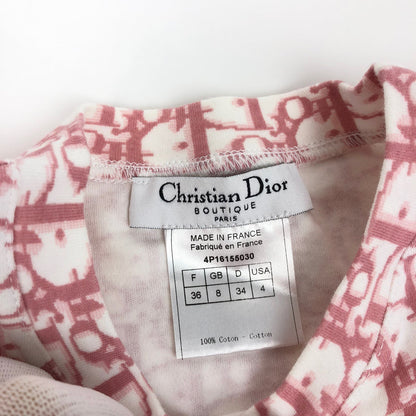 Christian Dior
BOUTIQUE
PARIS
MADE IN FRANCE
Fabriqué en France
4P16155030
F GB D USA
36 8 34 4
100% Coton - Cotton